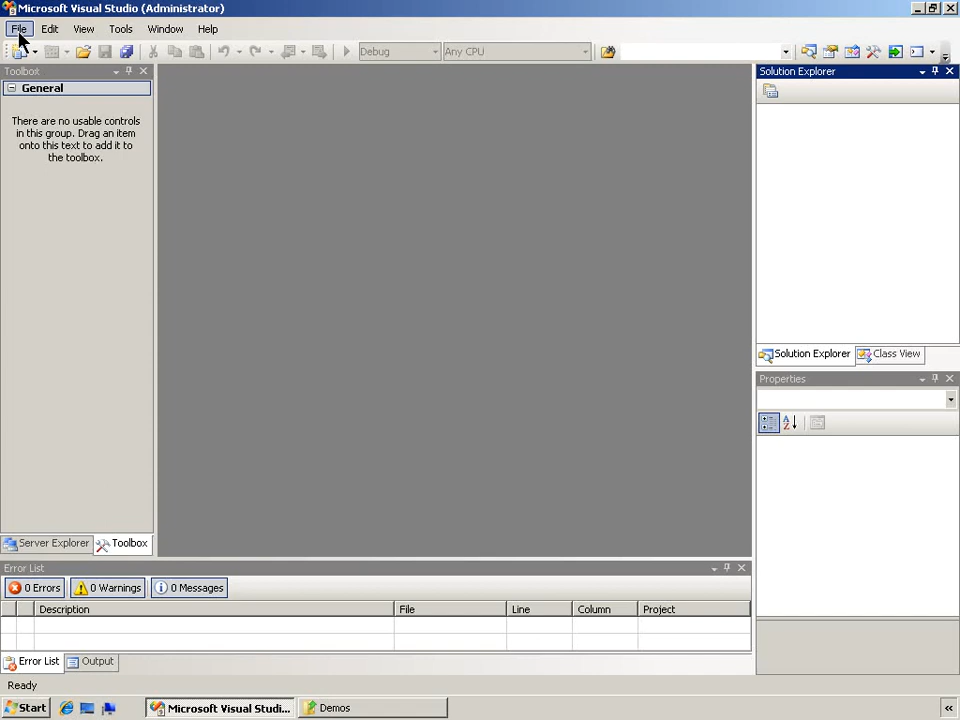 Microsoft Visual Studio (Administrator)
File Edit View Tools Window Help
Debug Any CPU
Toolbox
General
There are no usable controls
in this group. Drag an item
onto this text to add it to
the toolbox.
Server Explorer Toolbox
Solution Explorer
Solution Explorer Class View
Properties
Error List
0 Errors 0 Warnings 0 Messages
Description File Line Column Project
Error List Output
Ready
Start Microsoft Visual Studi... Demos